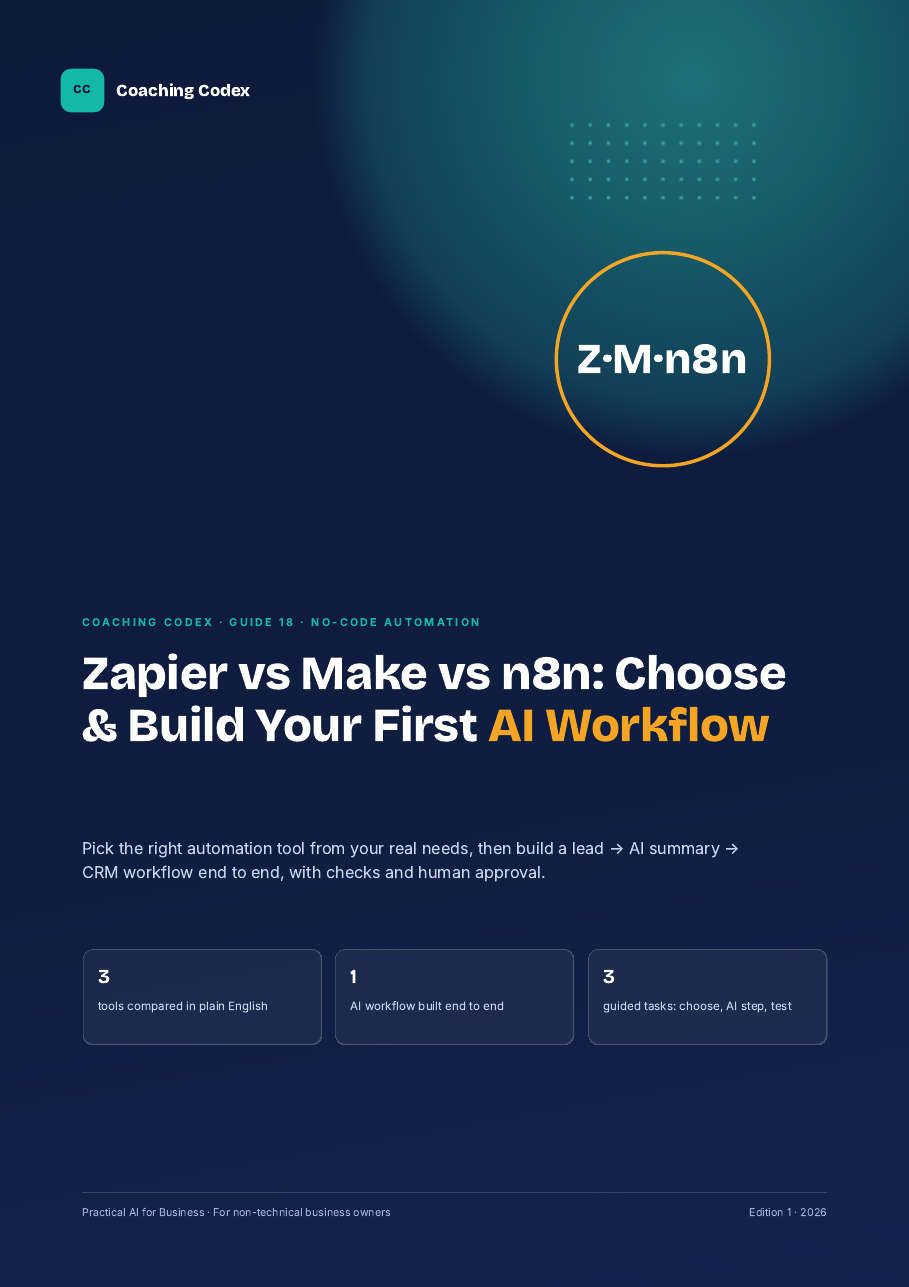 CC
Coaching Codex
Z·M·n8n
COACHING CODEX · GUIDE 18 · NO-CODE AUTOMATION
Zapier vs Make vs n8n: Choose
& Build Your First AI Workflow
Pick the right automation tool from your real needs, then build a lead → AI summary →
CRM workflow end to end, with checks and human approval.
3
tools compared in plain English
1
AI workflow built end to end
3
guided tasks: choose, AI step, test
Practical AI for Business · For non-technical business owners
Edition 1 · 2026